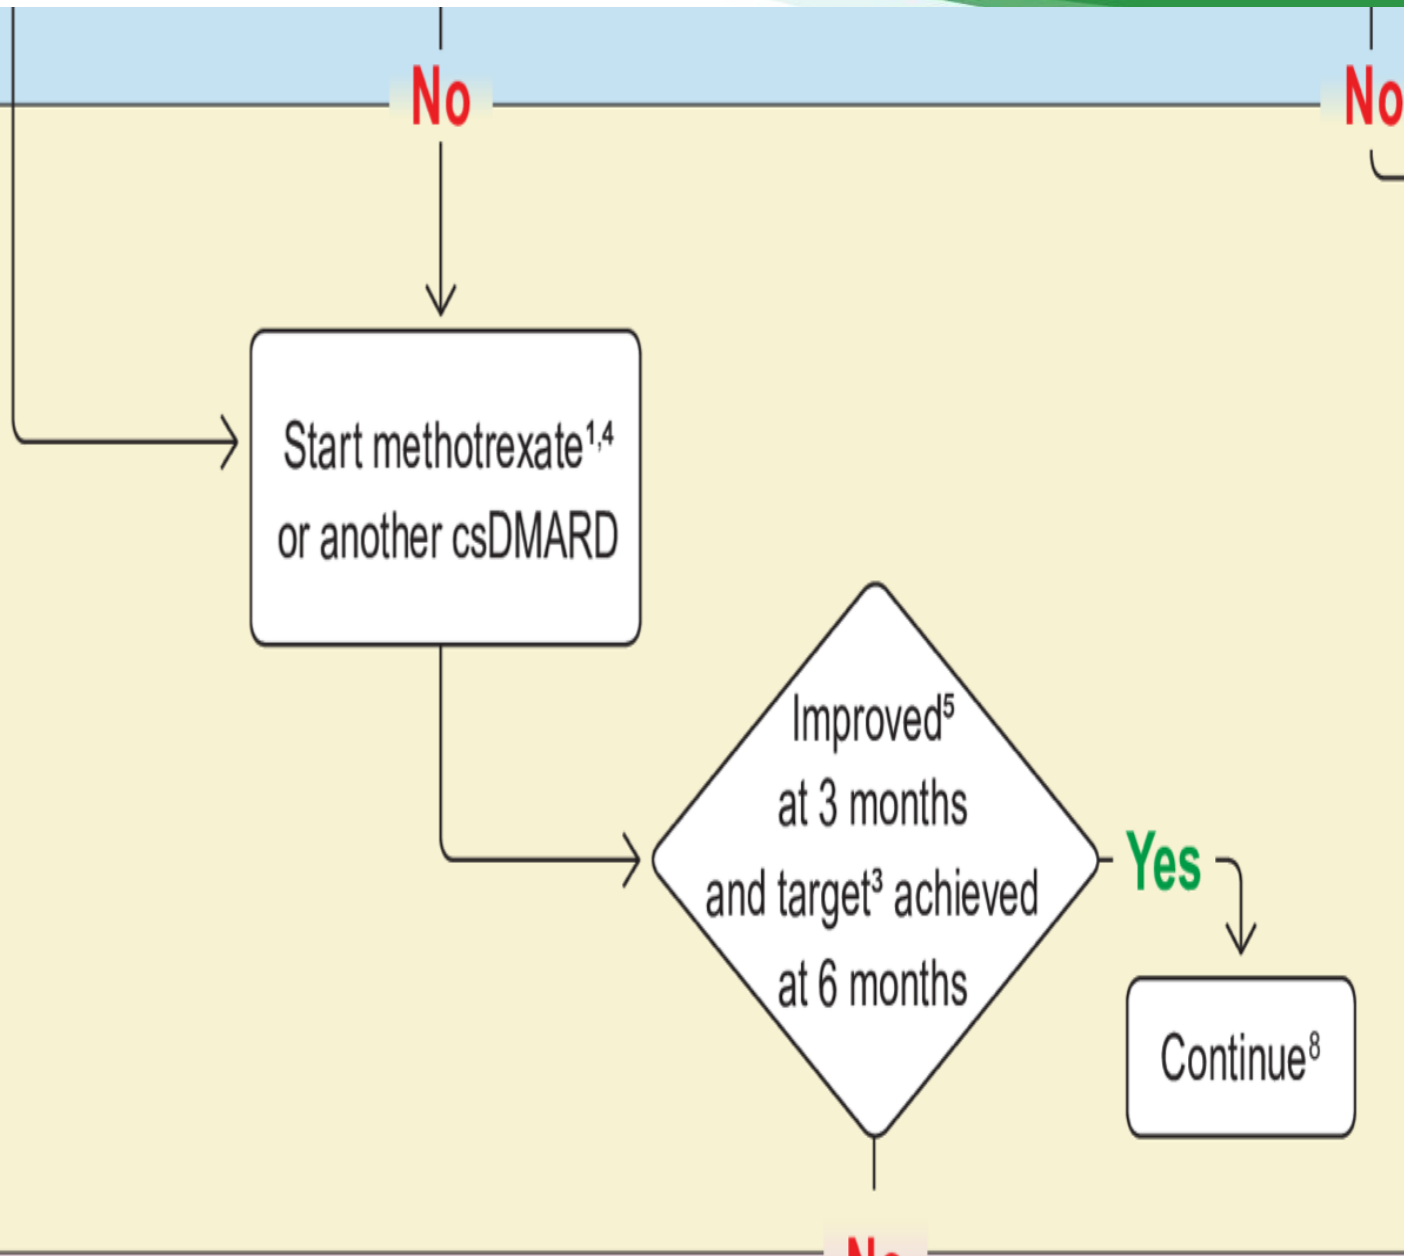 No
No
Start methotrexate¹,⁴
or another csDMARD
Improved⁵
at 3 months
and target³ achieved
at 6 months
Yes
Continue⁸
No